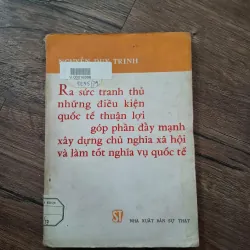 NGUYỄN DUY TRINH
Ra sức tranh thủ
những điều kiện
quốc tế thuận lợi
góp phần đẩy mạnh
xây dựng chủ nghĩa xã hội
và làm tốt nghĩa vụ quốc tế
ST
NHÀ XUẤT BẢN SỰ THẬT